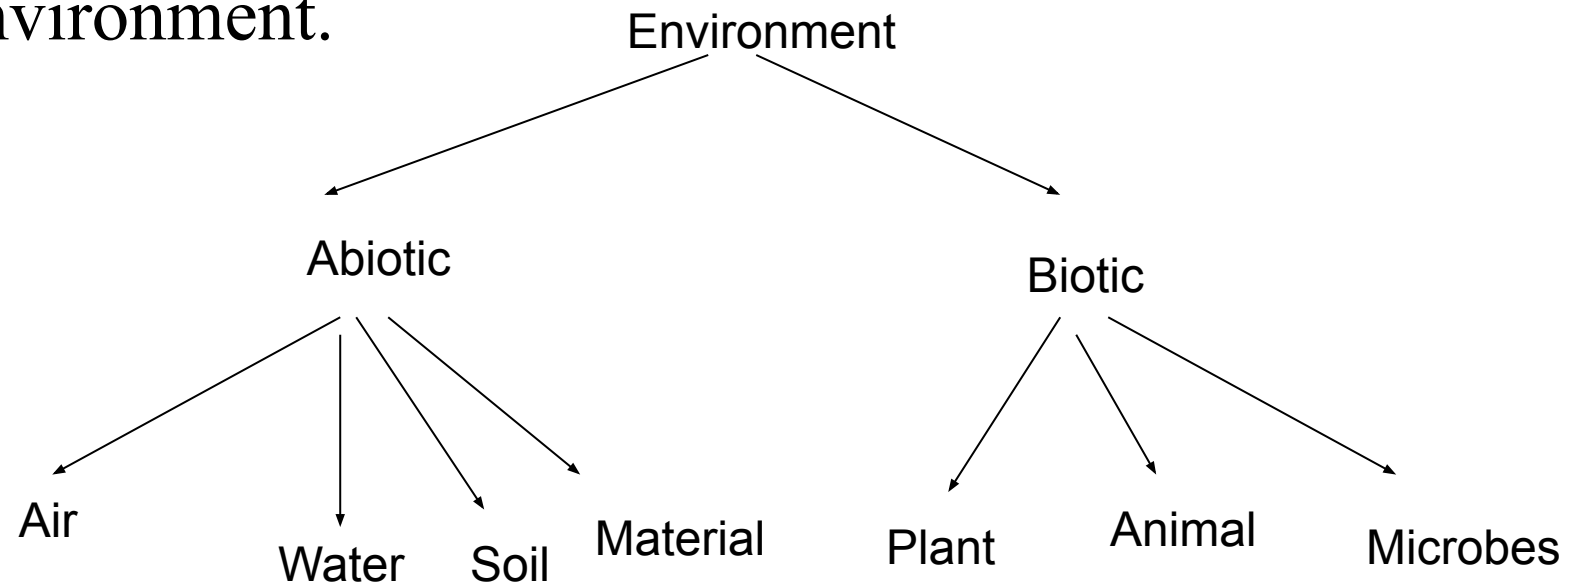 nvironment.
Environment
Abiotic
Biotic
Air
Water
Soil
Material
Plant
Animal
Microbes